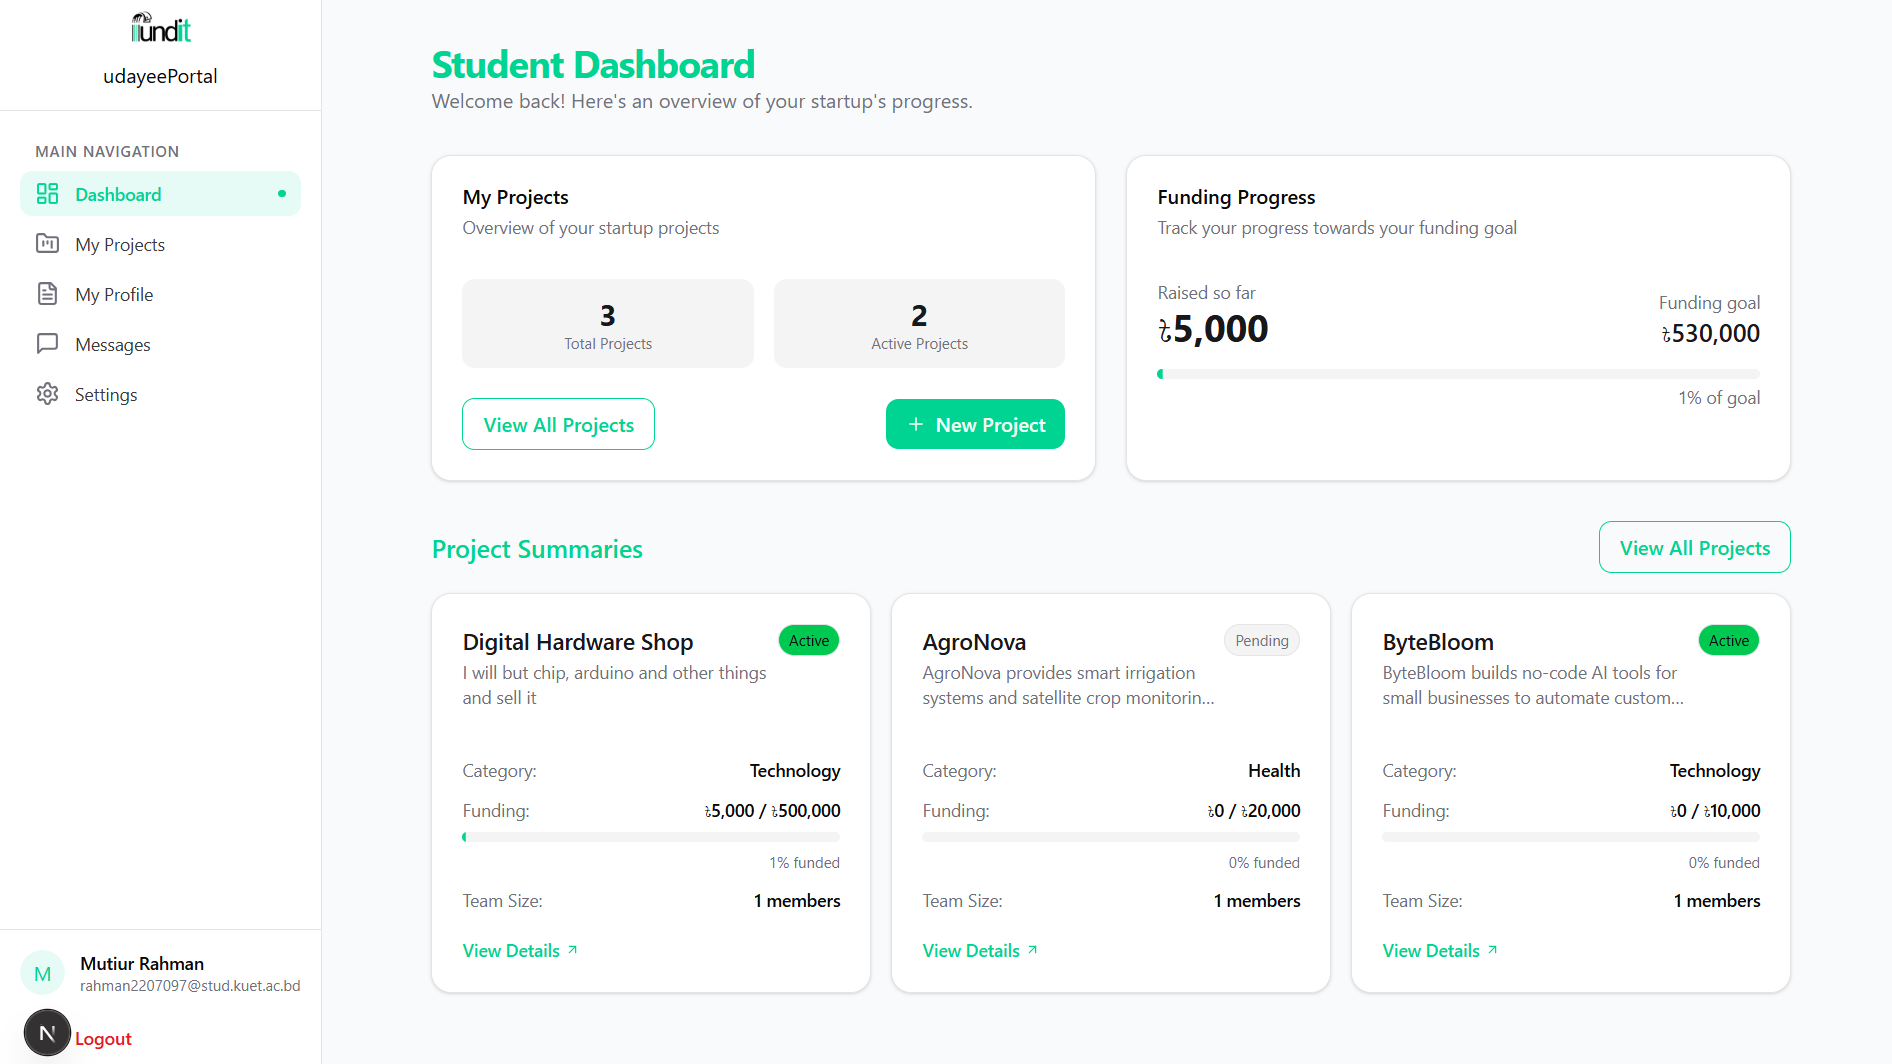 fundit
udayeePortal
MAIN NAVIGATION
Dashboard
My Projects
My Profile
Messages
Settings
Mutiur Rahman
M
rahman2207097@stud.kuet.ac.bd
N
Logout
Student Dashboard
Welcome back! Here's an overview of your startup's progress.
My Projects
Overview of your startup projects
3
Total Projects
2
Active Projects
View All Projects
+ New Project
Funding Progress
Track your progress towards your funding goal
Raised so far
৳5,000
Funding goal
৳530,000
1% of goal
Project Summaries
View All Projects
Digital Hardware Shop
Active
I will but chip, arduino and other things
and sell it
Category: Technology
Funding: ৳5,000 / ৳500,000
1% funded
Team Size: 1 members
View Details
AgroNova
Pending
AgroNova provides smart irrigation
systems and satellite crop monitorin...
Category: Health
Funding: ৳0 / ৳20,000
0% funded
Team Size: 1 members
View Details
ByteBloom
Active
ByteBloom builds no-code AI tools for
small businesses to automate custom...
Category: Technology
Funding: ৳0 / ৳10,000
0% funded
Team Size: 1 members
View Details